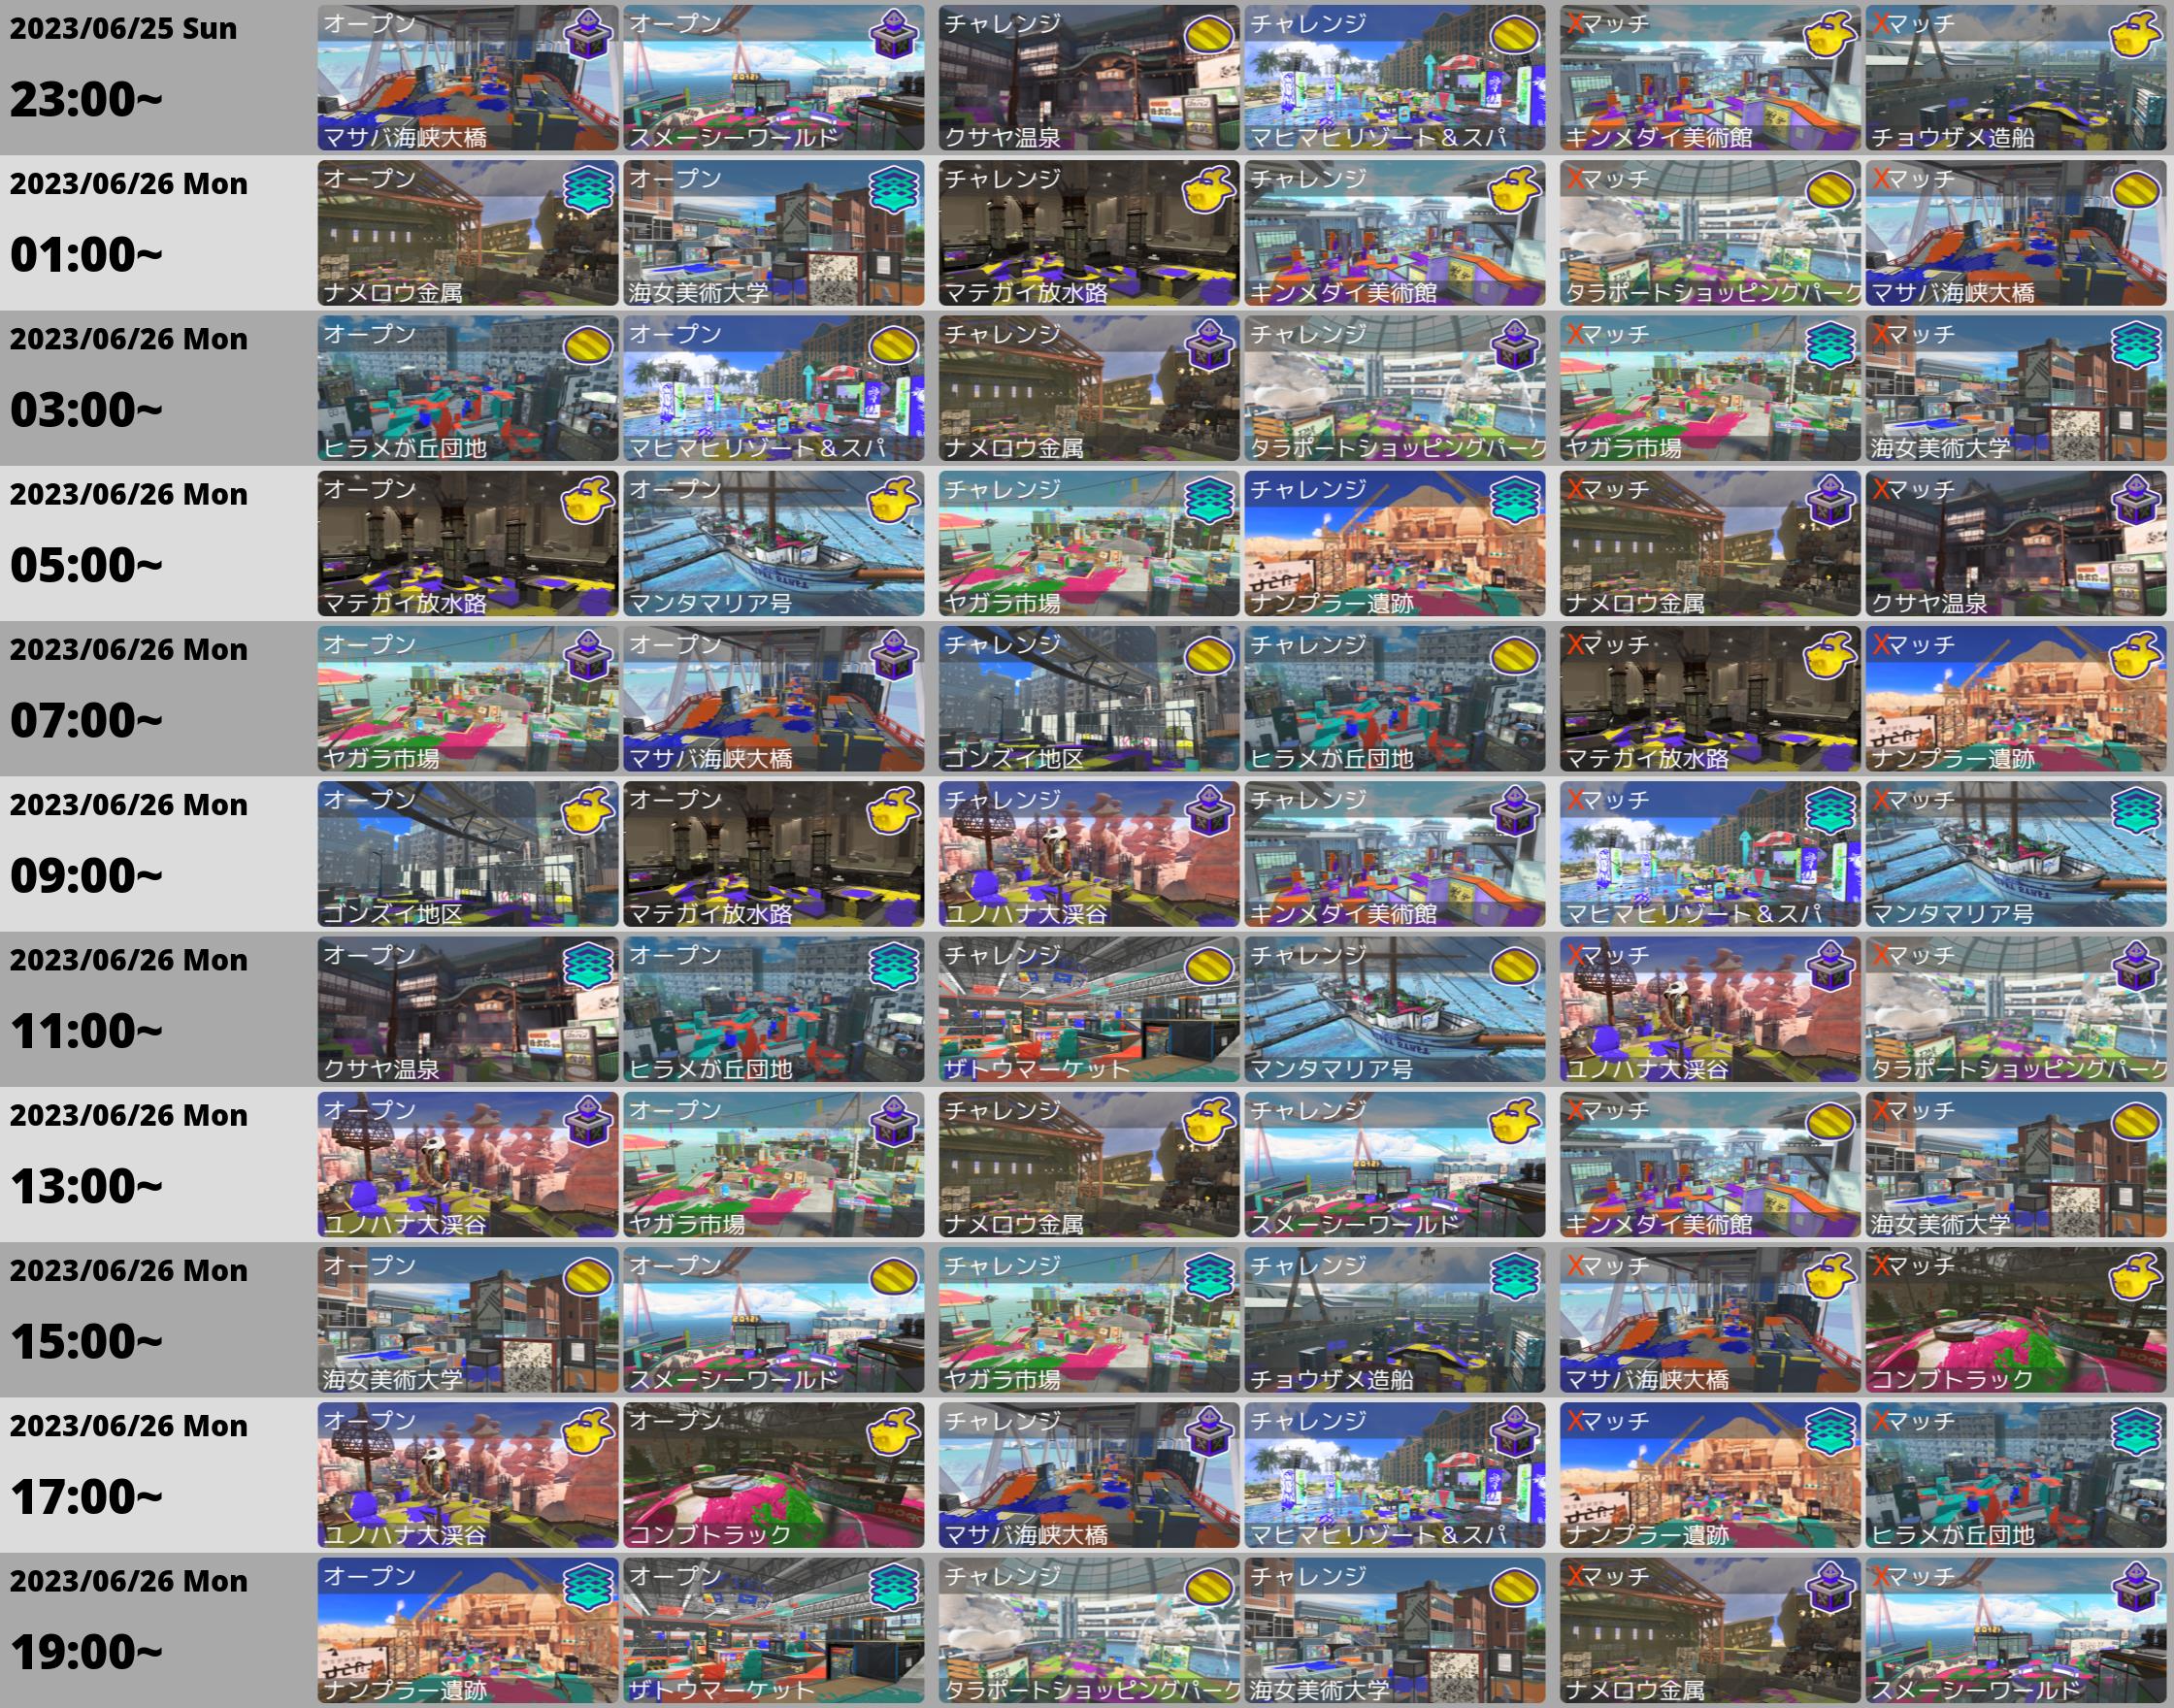 2023/06/25 Sun
23:00~
オープン
マサバ海峡大橋
オープン
スメーシーワールド
チャレンジ
クサヤ温泉
チャレンジ
マヒマヒリゾート＆スパ
Xマッチ
キンメダイ美術館
Xマッチ
チョウザメ造船
2023/06/26 Mon
01:00~
オープン
ナメロウ金属
オープン
海女美術大学
チャレンジ
マテガイ放水路
チャレンジ
キンメダイ美術館
Xマッチ
タラポートショッピングパーク
Xマッチ
マサバ海峡大橋
2023/06/26 Mon
03:00~
オープン
ヒラメが丘団地
オープン
マヒマヒリゾート＆スパ
チャレンジ
ナメロウ金属
チャレンジ
タラポートショッピングパーク
Xマッチ
ヤガラ市場
Xマッチ
海女美術大学
2023/06/26 Mon
05:00~
オープン
マテガイ放水路
オープン
マンタマリア号
チャレンジ
ヤガラ市場
チャレンジ
ナンプラー遺跡
Xマッチ
ナメロウ金属
Xマッチ
クサヤ温泉
2023/06/26 Mon
07:00~
オープン
ヤガラ市場
オープン
マサバ海峡大橋
チャレンジ
ゴンズイ地区
チャレンジ
ヒラメが丘団地
Xマッチ
マテガイ放水路
Xマッチ
ナンプラー遺跡
2023/06/26 Mon
09:00~
オープン
ゴンズイ地区
オープン
マテガイ放水路
チャレンジ
ユノハナ大渓谷
チャレンジ
キンメダイ美術館
Xマッチ
マヒマヒリゾート＆スパ
Xマッチ
マンタマリア号
2023/06/26 Mon
11:00~
オープン
クサヤ温泉
オープン
ヒラメが丘団地
チャレンジ
ザトウマーケット
チャレンジ
マンタマリア号
Xマッチ
ユノハナ大渓谷
Xマッチ
タラポートショッピングパーク
2023/06/26 Mon
13:00~
オープン
ユノハナ大渓谷
オープン
ヤガラ市場
チャレンジ
ナメロウ金属
チャレンジ
スメーシーワールド
Xマッチ
キンメダイ美術館
Xマッチ
海女美術大学
2023/06/26 Mon
15:00~
オープン
海女美術大学
オープン
スメーシーワールド
チャレンジ
ヤガラ市場
チャレンジ
チョウザメ造船
Xマッチ
マサバ海峡大橋
Xマッチ
コンブトラック
2023/06/26 Mon
17:00~
オープン
ユノハナ大渓谷
オープン
コンブトラック
チャレンジ
マサバ海峡大橋
チャレンジ
マヒマヒリゾート＆スパ
Xマッチ
ナンプラー遺跡
Xマッチ
ヒラメが丘団地
2023/06/26 Mon
19:00~
オープン
ナンプラー遺跡
オープン
ザトウマーケット
チャレンジ
タラポートショッピングパーク
チャレンジ
海女美術大学
Xマッチ
ナメロウ金属
Xマッチ
スメーシーワールド